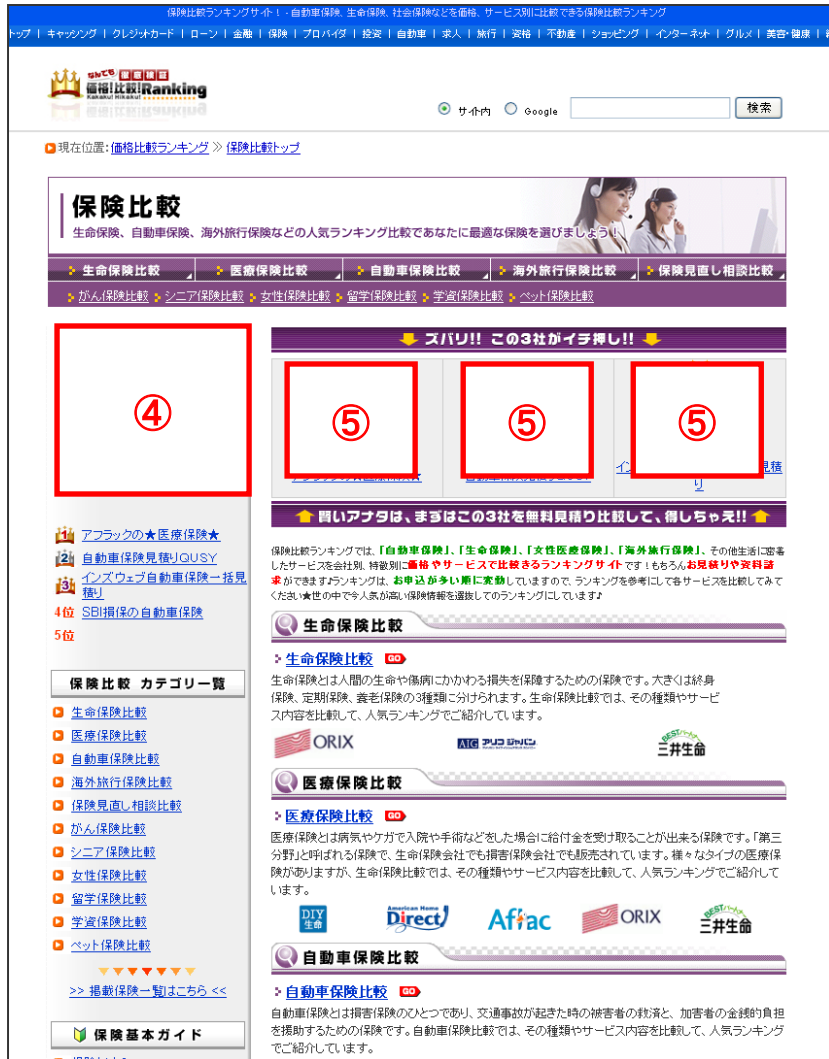 保険比較ランキングサイト！ - 自動車保険、生命保険、社会保険などを価格、サービス別に比較できる保険比較ランキング
トップ | キャッシング | クレジットカード | ローン | 金融 | 保険 | プロバイダ | 投資 | 自動車 | 求人 | 旅行 | 資格 | 不動産 | ショッピング | インターネット | グルメ | 美容・健康 |
なんでも 徹底検証
価格!比較!Ranking
Kakaku! Hikaku!
サイト内 Google 検索
現在位置: 価格比較ランキング ≫ 保険比較トップ
保険比較
生命保険、自動車保険、海外旅行保険などの人気ランキング比較であなたに最適な保険を選びましょう！
生命保険比較 医療保険比較 自動車保険比較 海外旅行保険比較 保険見直し相談比較
がん保険比較 シニア保険比較 女性保険比較 留学保険比較 学資保険比較 ペット保険比較
ズバリ!! この3社がイチ押し!!
④
⑤ ⑤ ⑤
見積
り
賢いアナタは、まずはこの3社を無料見積り比較して、得しちゃえ!!
1 アフラックの★医療保険★
2 自動車保険見積りQUSY
3 インズウェブ自動車保険一括見
積り
4位 SBI損保の自動車保険
5位
保険比較 カテゴリ一覧
生命保険比較
医療保険比較
自動車保険比較
海外旅行保険比較
保険見直し相談比較
がん保険比較
シニア保険比較
女性保険比較
留学保険比較
学資保険比較
ペット保険比較
>> 掲載保険一覧はこちら <<
保険基本ガイド
保険比較ランキングでは、「自動車保険」、「生命保険」、「女性医療保険」、「海外旅行保険」、その他生活に密着
したサービスを会社別、特徴別に価格やサービスで比較できるランキングサイトです！もちろんお見積りや資料請
求ができます♪ランキングは、お申込が多い順に変動していますので、ランキングを参考にして各サービスを比較してみて
ください★世の中で今人気が高い保険情報を選抜してのランキングにしています♪
生命保険比較
生命保険比較 GO
生命保険とは人間の生命や傷病にかかわる損失を保障するための保険です。大きくは終身
保険、定期保険、養老保険の3種類に分けられます。生命保険比較では、その種類やサービ
ス内容を比較して、人気ランキングでご紹介しています。
ORIX AIG アリコ ジャパン BESTパートナー 三井生命
医療保険比較
医療保険比較 GO
医療保険とは病気やケガで入院や手術などをした場合に給付金を受け取ることが出来る保険です。「第三
分野」と呼ばれる保険で、生命保険会社でも損害保険会社でも販売されています。様々なタイプの医療保
険がありますが、生命保険比較では、その種類やサービス内容を比較して、人気ランキングでご紹介して
います。
DIY 生命 American Home Direct Aflac ORIX BESTパートナー 三井生命
自動車保険比較
自動車保険比較 GO
自動車保険とは損害保険のひとつであり、交通事故が起きた時の被害者の救済と、加害者の金銭的負担
を援助するための保険です。自動車保険比較では、その種類やサービス内容を比較して、人気ランキング
でご紹介しています。